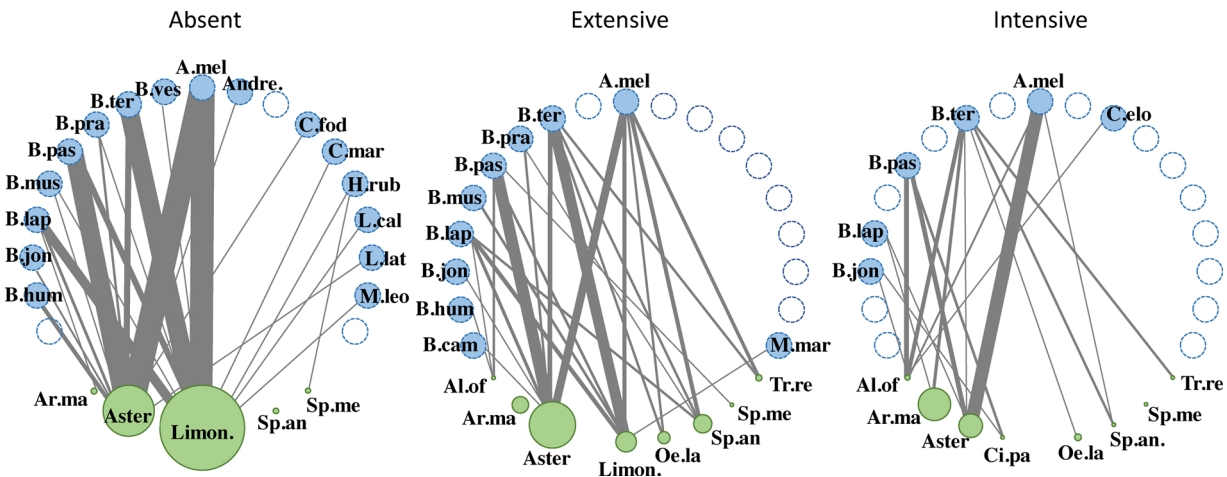 Absent
Extensive
Intensive
A.mel
Andre.
B.ves
B.ter
B.pra
B.pas
B.mus
B.lap
B.jon
B.hum
C.fod
C.mar
H.rub
L.cal
L.lat
M.leo
Ar.ma
Aster
Limon.
Sp.an
Sp.me
A.mel
B.ter
B.pra
B.pas
B.mus
B.lap
B.jon
B.hum
B.cam
M.mar
Al.of
Ar.ma
Aster
Limon.
Oe.la
Sp.an
Sp.me
Tr.re
A.mel
B.ter
C.elo
B.pas
B.lap
B.jon
Al.of
Ar.ma
Aster
Ci.pa
Oe.la
Sp.an.
Sp.me
Tr.re